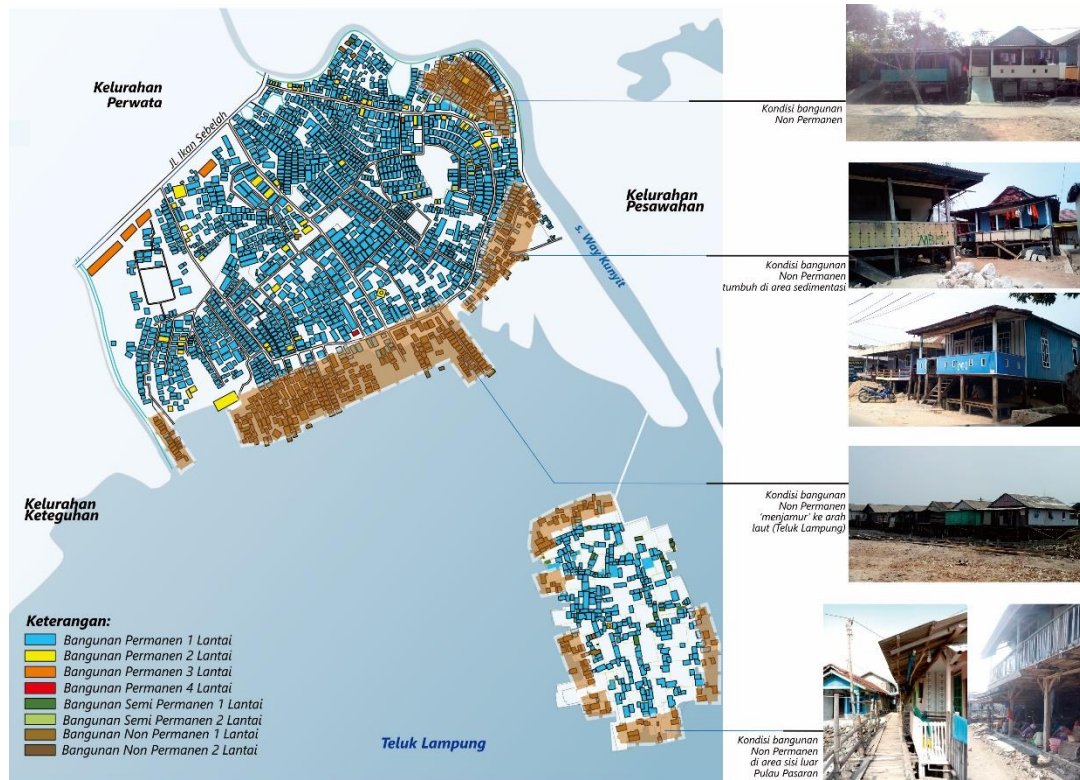 Kelurahan
Perwata
Jl. Ikan Sebelah
Kelurahan
Pesawahan
s. Way Kunyit
Kelurahan
Keteguhan
Teluk Lampung
Keterangan:
Bangunan Permanen 1 Lantai
Bangunan Permanen 2 Lantai
Bangunan Permanen 3 Lantai
Bangunan Permanen 4 Lantai
Bangunan Semi Permanen 1 Lantai
Bangunan Semi Permanen 2 Lantai
Bangunan Non Permanen 1 Lantai
Bangunan Non Permanen 2 Lantai
Kondisi bangunan
Non Permanen
Kondisi bangunan
Non Permanen
tumbuh di area sedimentasi
Kondisi bangunan
Non Permanen
'menjamur' ke arah
laut (Teluk Lampung)
Kondisi bangunan
Non Permanen
di area sisi luar
Pulau Pasaran